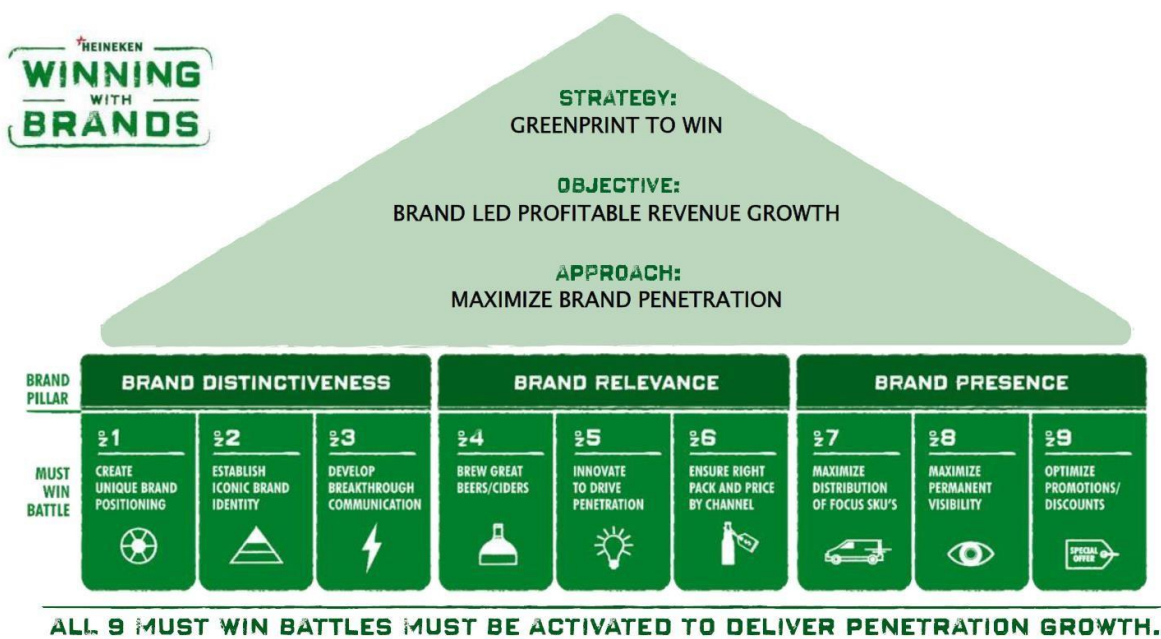 HEINEKEN
WINNING
WITH
BRANDS
STRATEGY:
GREENPRINT TO WIN
OBJECTIVE:
BRAND LED PROFITABLE REVENUE GROWTH
APPROACH:
MAXIMIZE BRAND PENETRATION
BRAND
PILLAR
BRAND DISTINCTIVENESS
BRAND RELEVANCE
BRAND PRESENCE
MUST
WIN
BATTLE
No1
CREATE
UNIQUE BRAND
POSITIONING
No2
ESTABLISH
ICONIC BRAND
IDENTITY
No3
DEVELOP
BREAKTHROUGH
COMMUNICATION
No4
BREW GREAT
BEERS/CIDERS
No5
INNOVATE
TO DRIVE
PENETRATION
No6
ENSURE RIGHT
PACK AND PRICE
BY CHANNEL
No7
MAXIMIZE
DISTRIBUTION
OF FOCUS SKU'S
No8
MAXIMIZE
PERMANENT
VISIBILITY
No9
OPTIMIZE
PROMOTIONS/
DISCOUNTS
SPECIAL
OFFER
ALL 9 MUST WIN BATTLES MUST BE ACTIVATED TO DELIVER PENETRATION GROWTH.